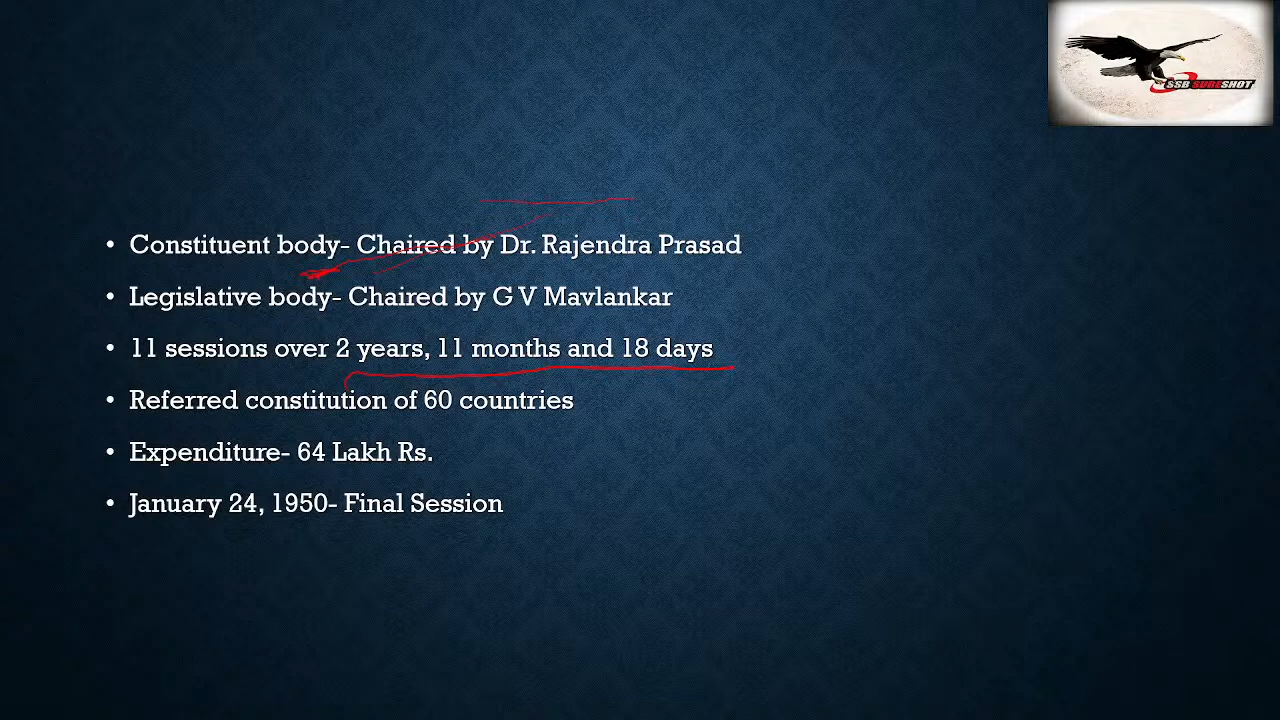 SSB SURESHOT
• Constituent body- Chaired by Dr. Rajendra Prasad
• Legislative body- Chaired by G V Mavlankar
• 11 sessions over 2 years, 11 months and 18 days
• Referred constitution of 60 countries
• Expenditure- 64 Lakh Rs.
• January 24, 1950- Final Session